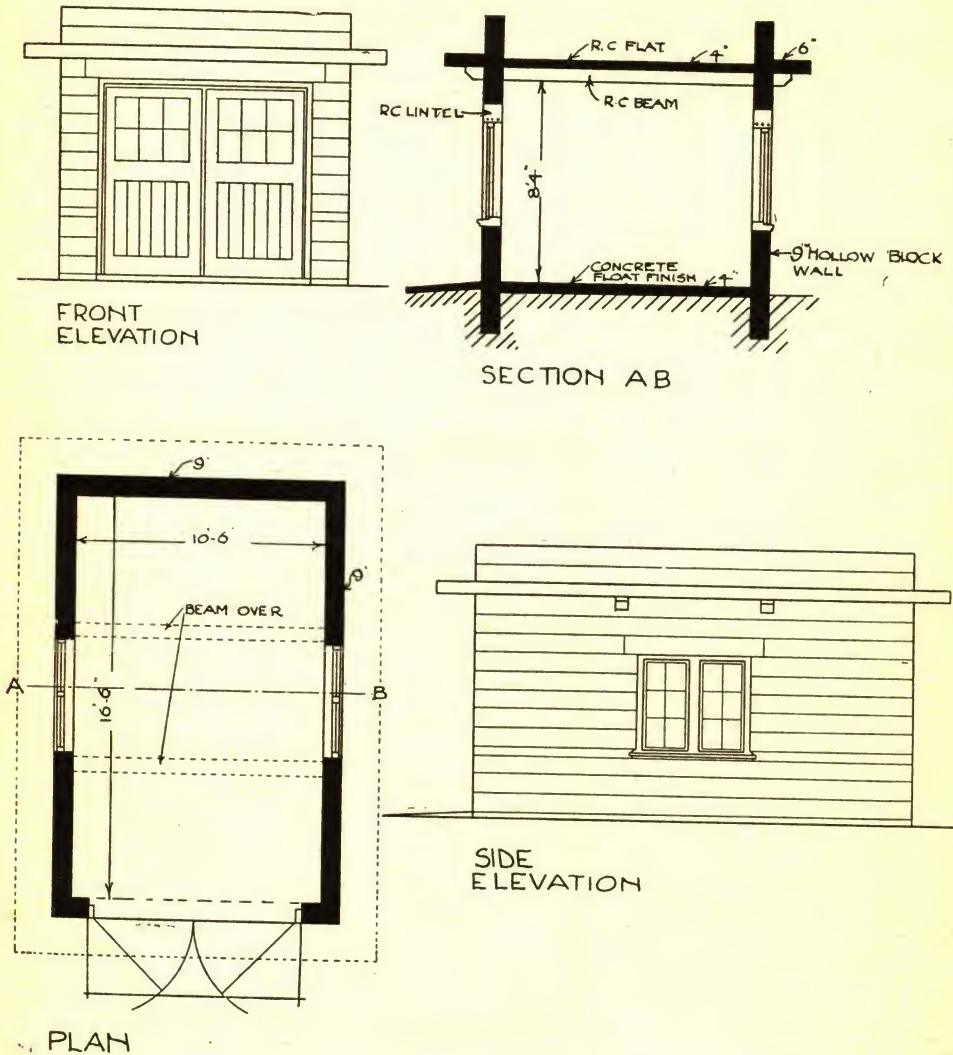 FRONT
ELEVATION
R.C FLAT
4"
6"
R.C BEAM
RC LINTEL
8'4"
9" HOLLOW BLOCK
WALL
CONCRETE
FLOAT FINISH
4"
SECTION AB
9'
10'-6'
9'
BEAM OVER
A
B
16'-6"
PLAN
SIDE
ELEVATION